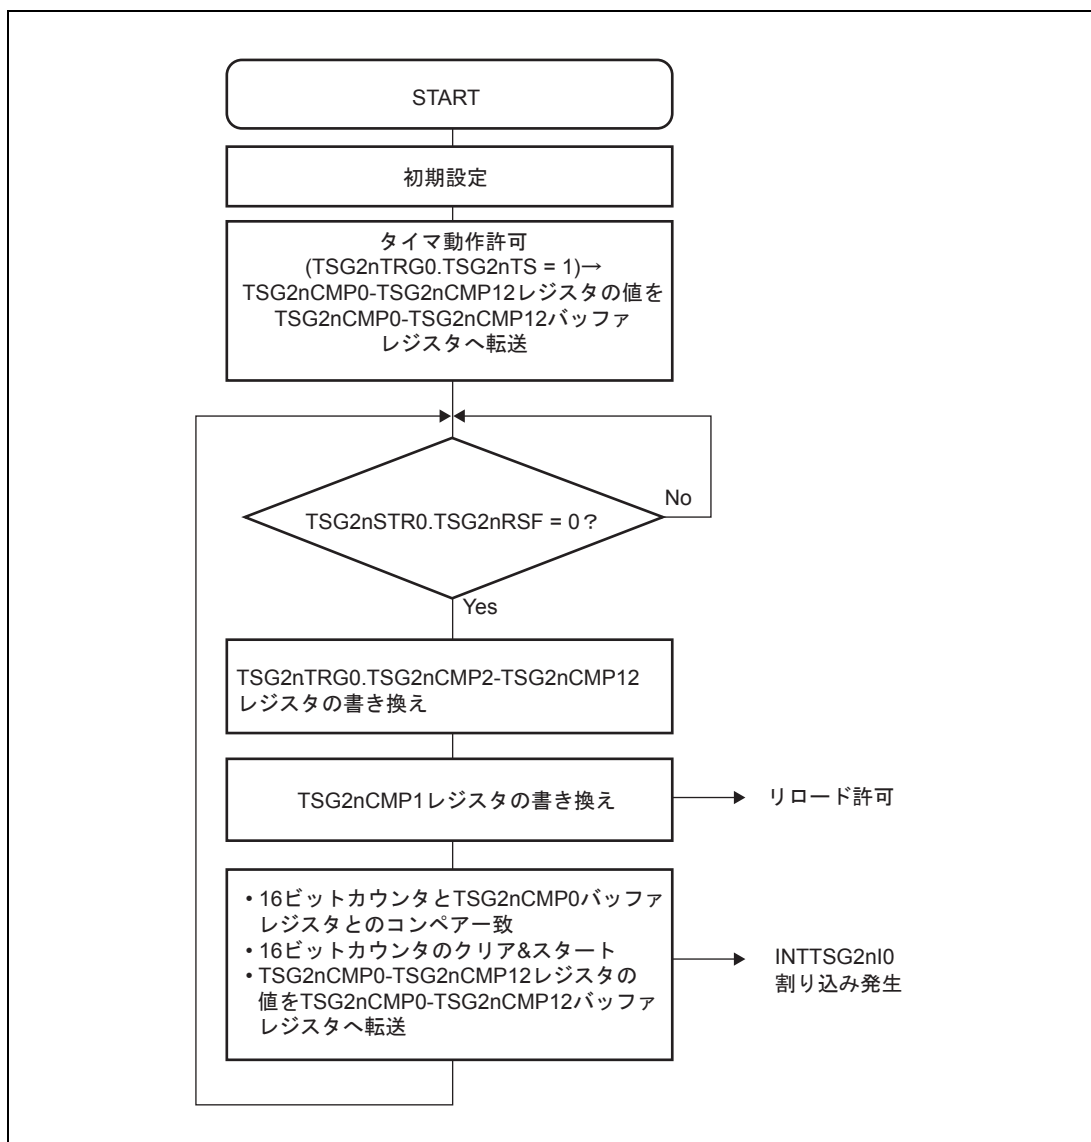 START
初期設定
タイマ動作許可
(TSG2nTRG0.TSG2nTS = 1)→
TSG2nCMP0-TSG2nCMP12レジスタの値を
TSG2nCMP0-TSG2nCMP12バッファ
レジスタへ転送
No
TSG2nSTR0.TSG2nRSF = 0?
Yes
TSG2nTRG0.TSG2nCMP2-TSG2nCMP12
レジスタの書き換え
TSG2nCMP1レジスタの書き換え
リロード許可
• 16ビットカウンタとTSG2nCMP0バッファ
レジスタとのコンペア一致
• 16ビットカウンタのクリア&スタート
• TSG2nCMP0-TSG2nCMP12レジスタの
値をTSG2nCMP0-TSG2nCMP12バッファ
レジスタへ転送
INTTSG2nI0
割り込み発生